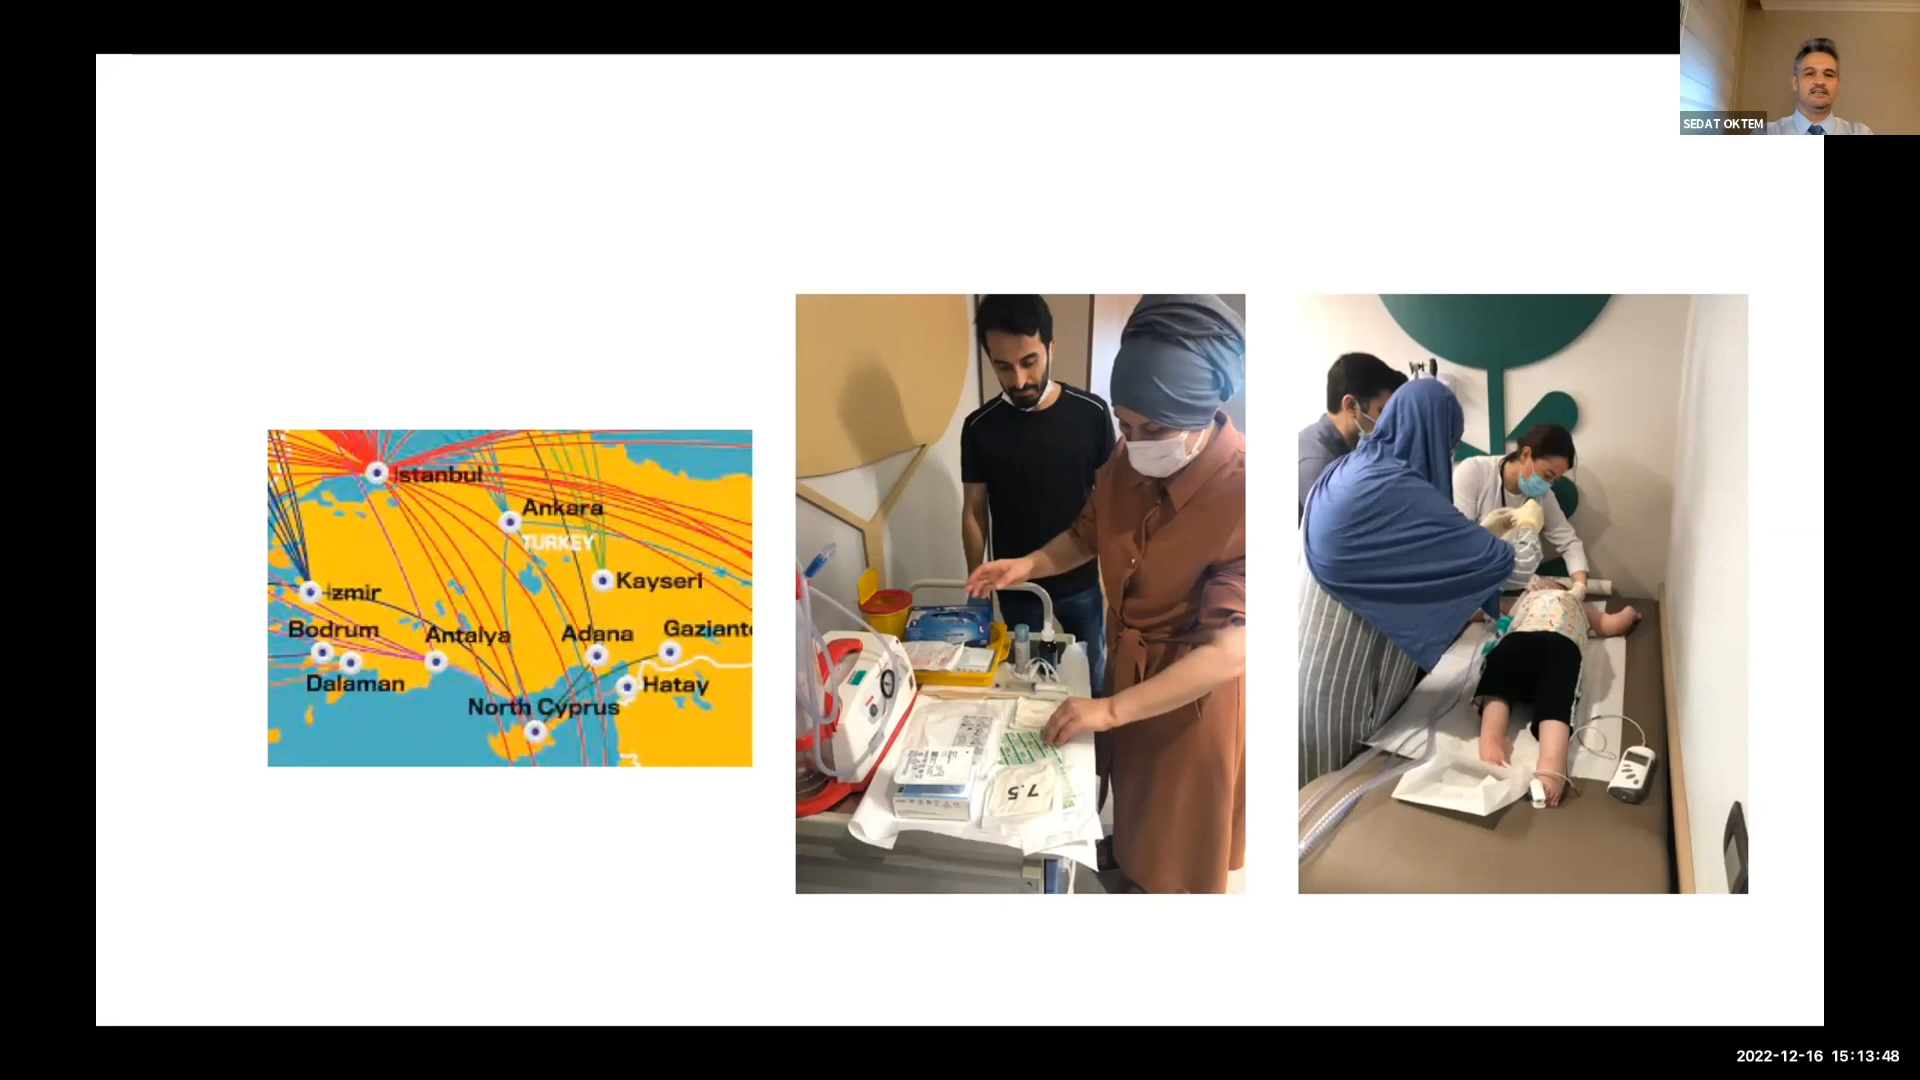 SEDAT OKTEM
Istanbul
Ankara
TURKEY
Kayseri
Izmir
Bodrum
Antalya
Adana
Gaziante
Dalaman
Hatay
North Cyprus
7.5
2022-12-16 15:13:48